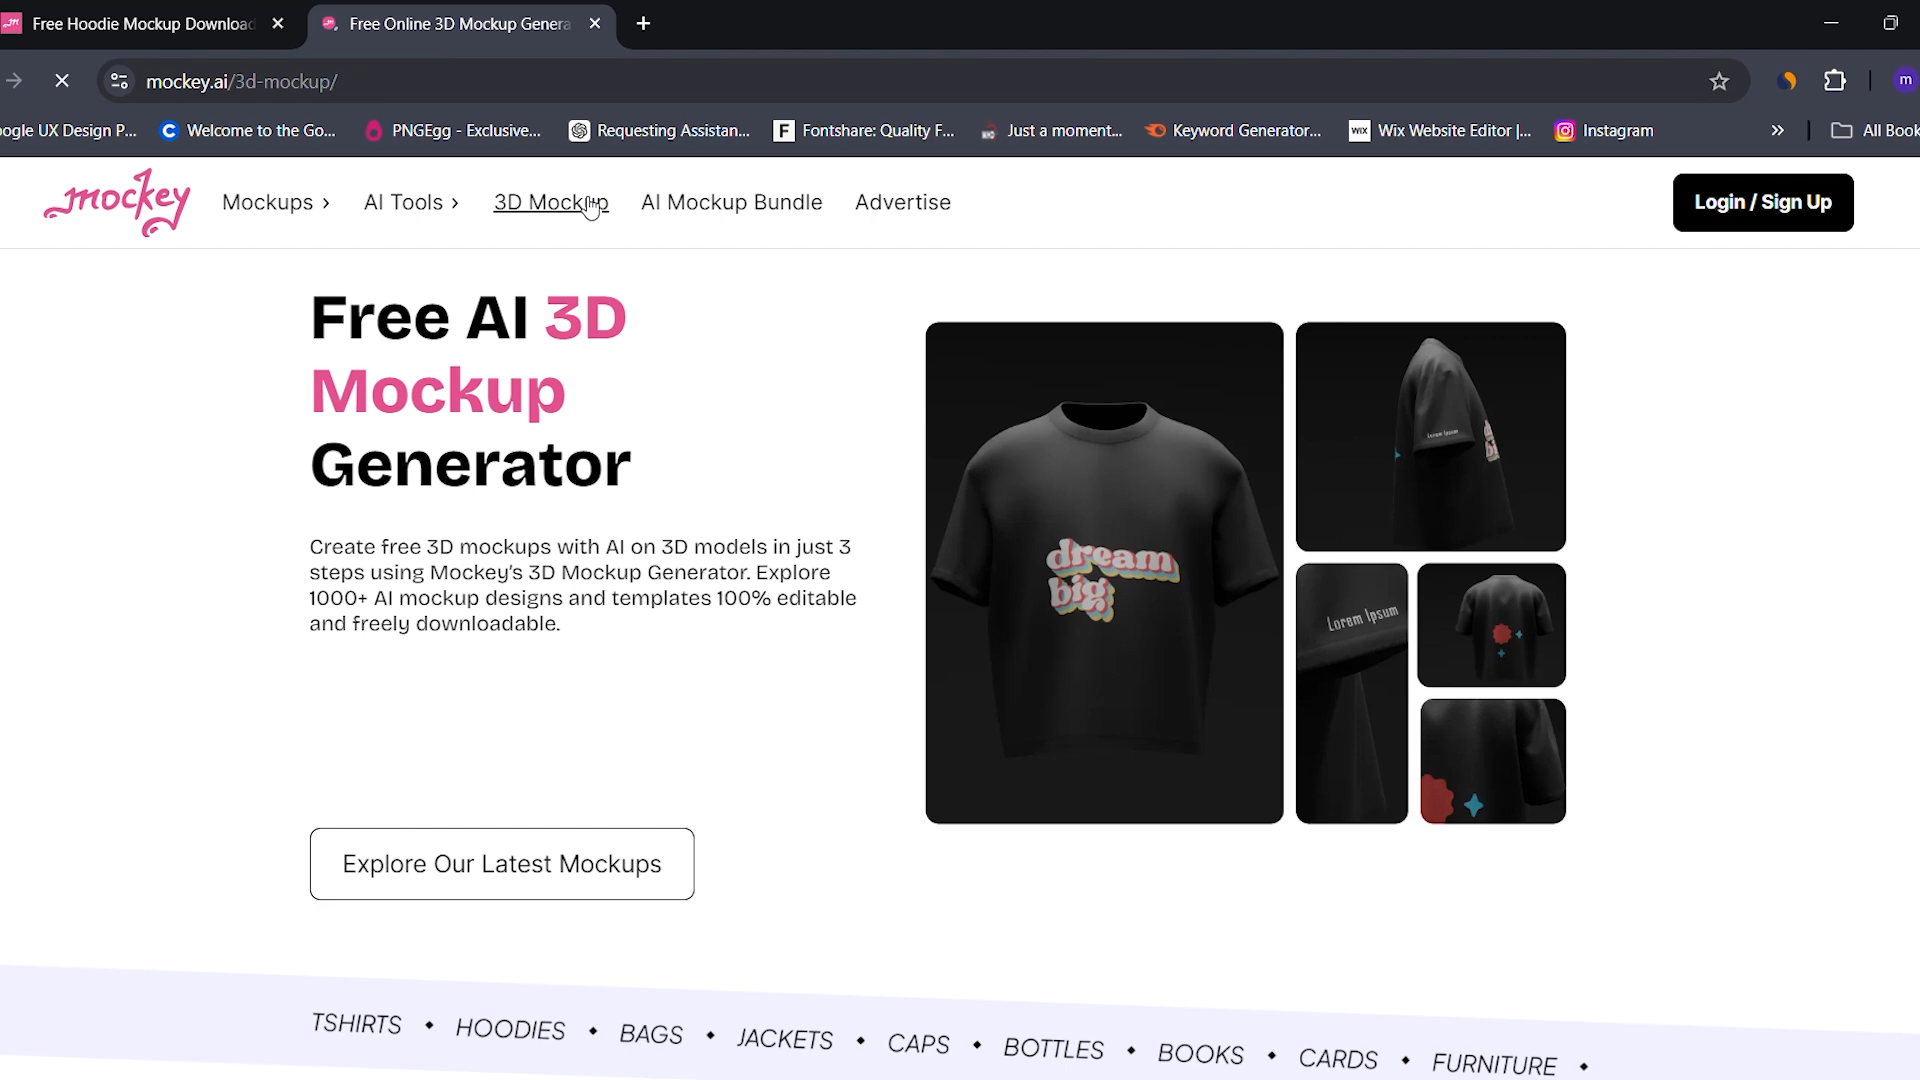 Free Hoodie Mockup Downloa
Free Online 3D Mockup Genera
mockey.ai/3d-mockup/
m
ogle UX Design P...
Welcome to the Go...
PNGEgg - Exclusive...
Requesting Assistan...
Fontshare: Quality F...
Just a moment...
Keyword Generator...
WIX
Wix Website Editor |...
Instagram
All Book
mockey
Mockups
AI Tools
3D Mockup
AI Mockup Bundle
Advertise
Login / Sign Up
Free AI 3D
Mockup
Generator
Create free 3D mockups with AI on 3D models in just 3
steps using Mockey's 3D Mockup Generator. Explore
1000+ AI mockup designs and templates 100% editable
and freely downloadable.
dream
big
Lorem Ipsum
Lorem Ipsum
Explore Our Latest Mockups
TSHIRTS • HOODIES • BAGS • JACKETS • CAPS • BOTTLES • BOOKS • CARDS • FURNITURE •